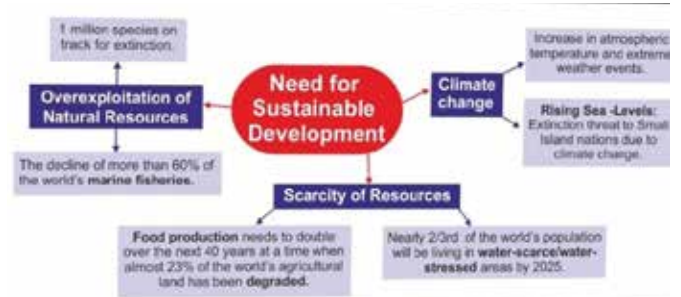 1 million species on
track for extinction.
Overexploitation of
Natural Resources
The decline of more than 60% of
the world's marine fisheries.
Need for
Sustainable
Development
Climate
change
Increase in atmospheric
temperature and extreme
weather events.
Rising Sea -Levels:
Extinction threat to Small
Island nations due to
climate change.
Scarcity of Resources
Food production needs to double
over the next 40 years at a time when
almost 23% of the world's agricultural
land has been degraded.
Nearly 2/3rd of the world's population
will be living in water-scarce/water-
stressed areas by 2025.